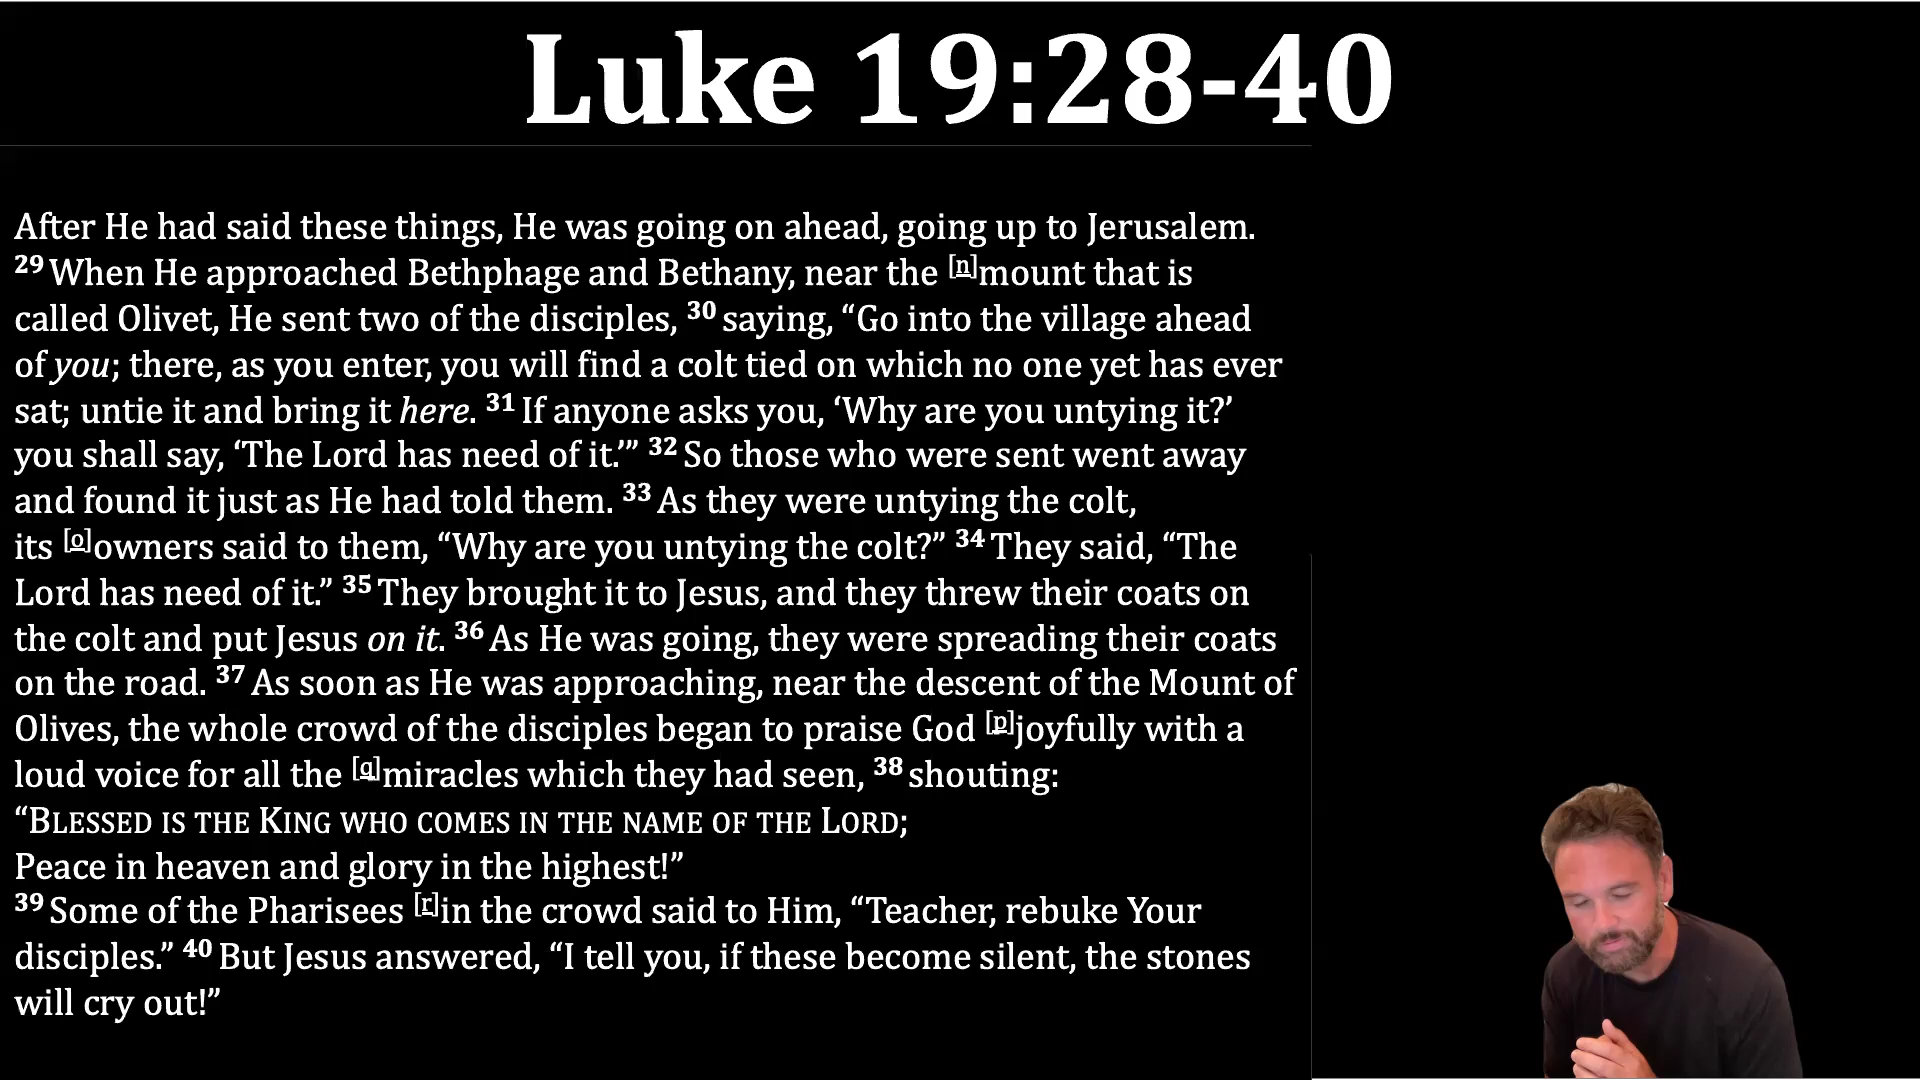 Luke 19:28-40
After He had said these things, He was going on ahead, going up to Jerusalem.
29 When He approached Bethphage and Bethany, near the [n]mount that is
called Olivet, He sent two of the disciples, 30 saying, “Go into the village ahead
of you; there, as you enter, you will find a colt tied on which no one yet has ever
sat; untie it and bring it here. 31 If anyone asks you, ‘Why are you untying it?’
you shall say, ‘The Lord has need of it.’” 32 So those who were sent went away
and found it just as He had told them. 33 As they were untying the colt,
its [o]owners said to them, “Why are you untying the colt?” 34 They said, “The
Lord has need of it.” 35 They brought it to Jesus, and they threw their coats on
the colt and put Jesus on it. 36 As He was going, they were spreading their coats
on the road. 37 As soon as He was approaching, near the descent of the Mount of
Olives, the whole crowd of the disciples began to praise God [p]joyfully with a
loud voice for all the [q]miracles which they had seen, 38 shouting:
“Blessed is the King who comes in the name of the Lord;
Peace in heaven and glory in the highest!”
39 Some of the Pharisees [r]in the crowd said to Him, “Teacher, rebuke Your
disciples.” 40 But Jesus answered, “I tell you, if these become silent, the stones
will cry out!”